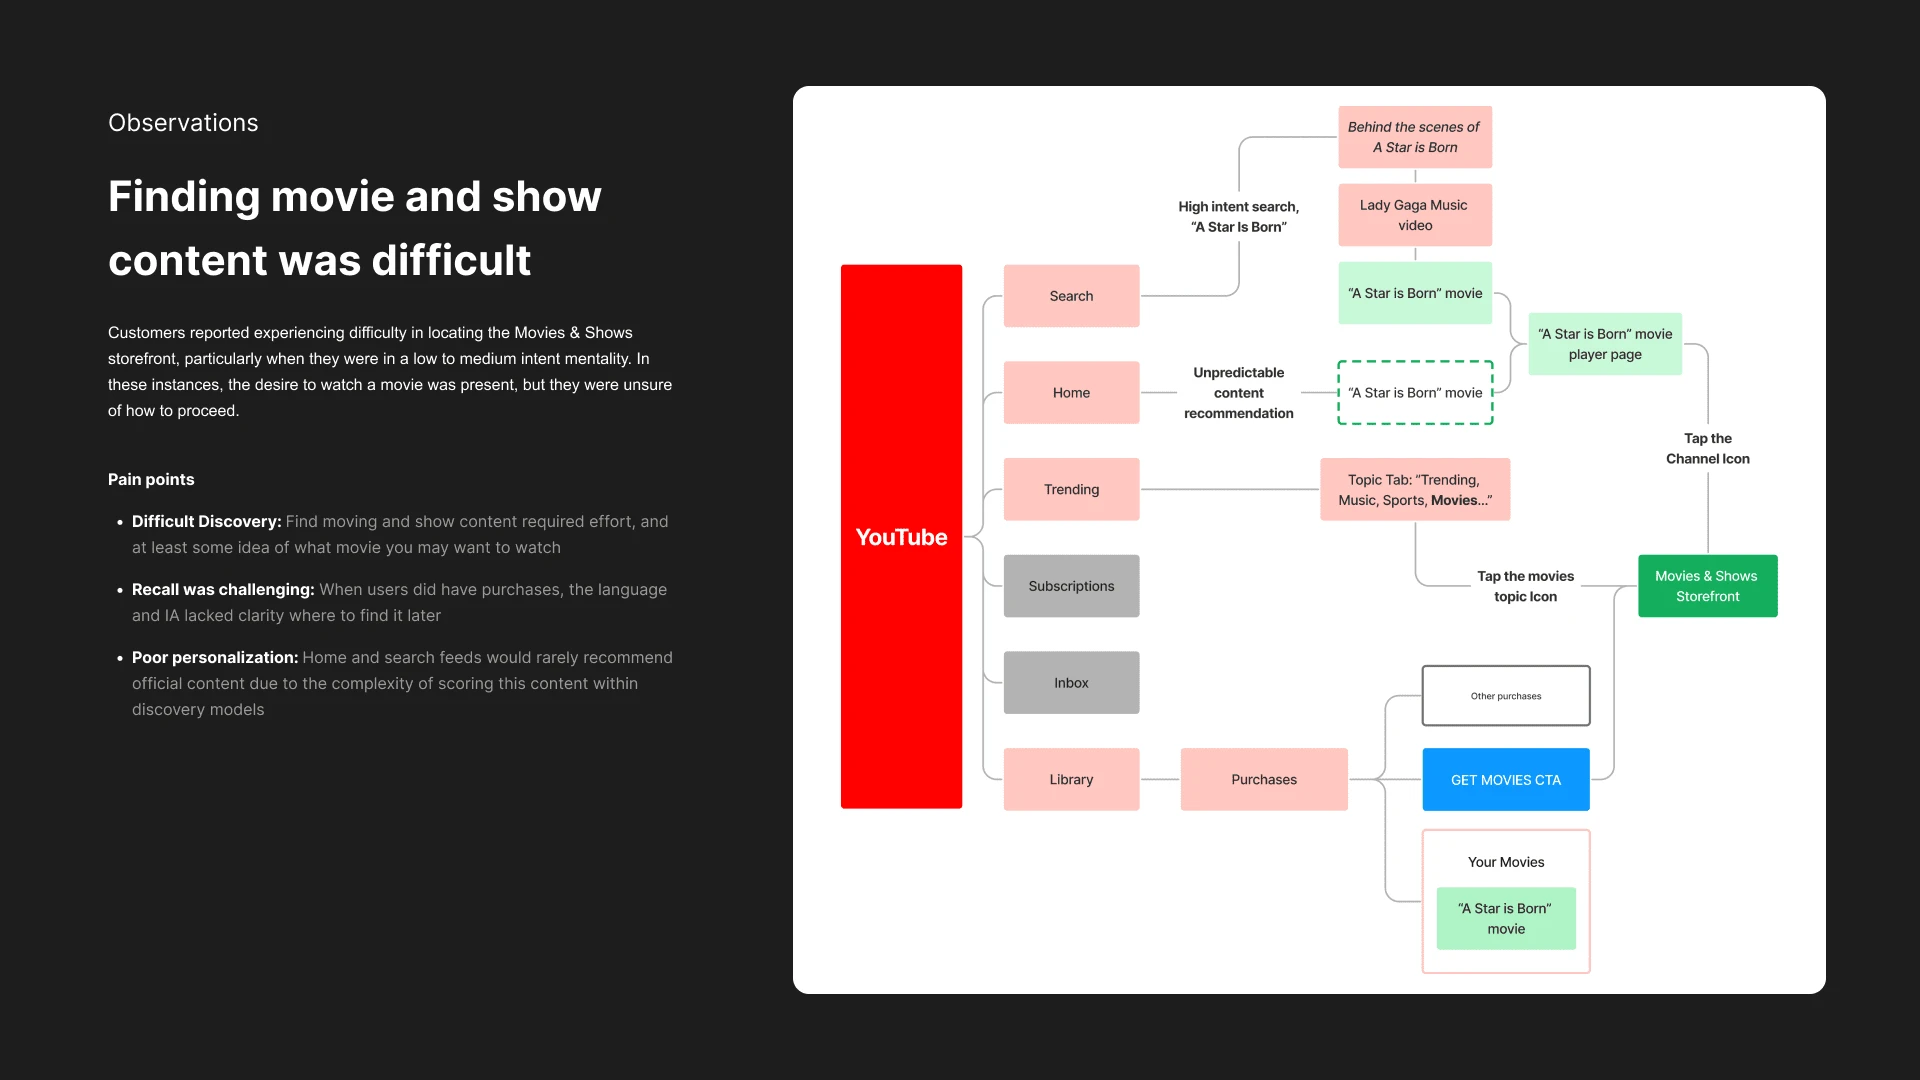 Observations
Finding movie and show
content was difficult
Customers reported experiencing difficulty in locating the Movies & Shows
storefront, particularly when they were in a low to medium intent mentality. In
these instances, the desire to watch a movie was present, but they were unsure
of how to proceed.
Pain points
• Difficult Discovery: Find moving and show content required effort, and
at least some idea of what movie you may want to watch
• Recall was challenging: When users did have purchases, the language
and IA lacked clarity where to find it later
• Poor personalization: Home and search feeds would rarely recommend
official content due to the complexity of scoring this content within
discovery models
YouTube
Search
Home
Trending
Subscriptions
Inbox
Library
High intent search,
“A Star Is Born”
Behind the scenes of
A Star is Born
Lady Gaga Music
video
“A Star is Born” movie
Unpredictable
content
recommendation
“A Star is Born” movie
“A Star is Born” movie
player page
Tap the
Channel Icon
Topic Tab: “Trending,
Music, Sports, Movies...”
Tap the movies
topic Icon
Movies & Shows
Storefront
Purchases
Other purchases
GET MOVIES CTA
Your Movies
“A Star is Born”
movie